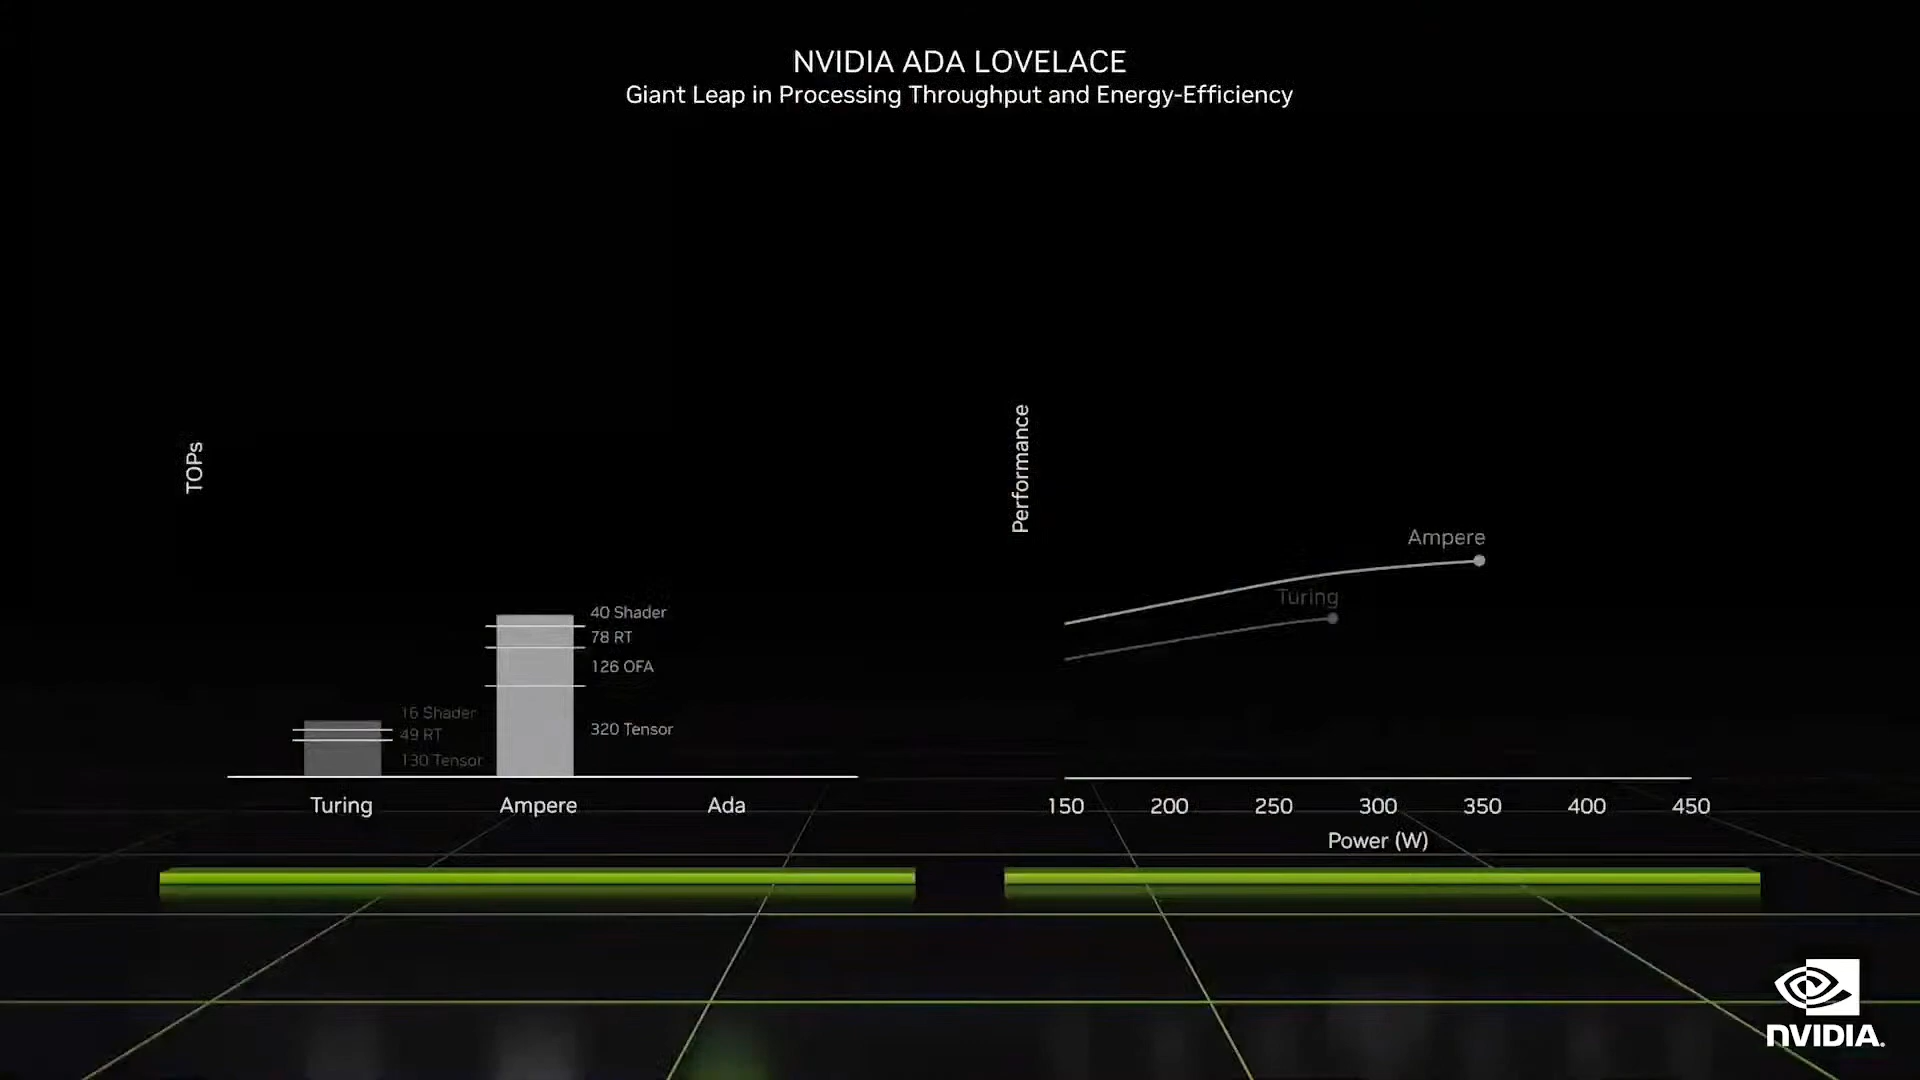 NVIDIA ADA LOVELACE
Giant Leap in Processing Throughput and Energy-Efficiency
TOPs
40 Shader
78 RT
126 OFA
320 Tensor
16 Shader
49 RT
130 Tensor
Turing
Ampere
Ada
Performance
Ampere
Turing
150 200 250 300 350 400 450
Power (W)
NVIDIA.